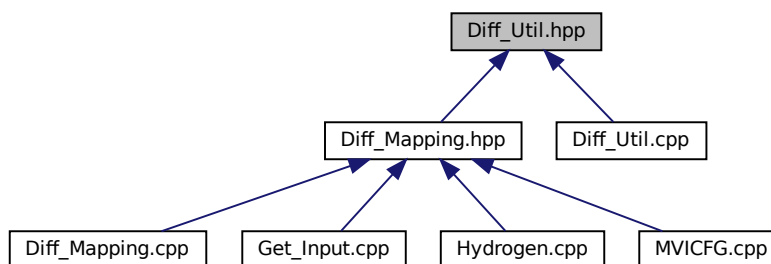 Diff_Util.hpp
Diff_Mapping.hpp
Diff_Util.cpp
Diff_Mapping.cpp
Get_Input.cpp
Hydrogen.cpp
MVICFG.cpp